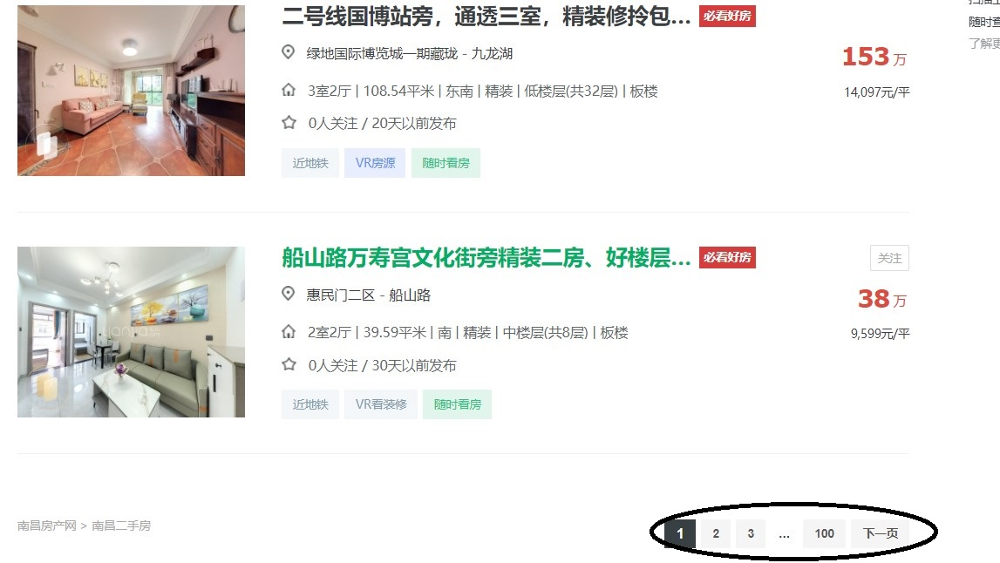 二号线国博站旁，通透三室，精装修拎包... 必看好房
随时查
了解更
绿地国际博览城一期藏珑 - 九龙湖
153万
3室2厅 | 108.54平米 | 东南 | 精装 | 低楼层(共32层) | 板楼
14,097元/平
0人关注 / 20天以前发布
近地铁 VR房源 随时看房
船山路万寿宫文化街旁精装二房、好楼层... 必看好房
关注
惠民门二区 - 船山路
38万
2室2厅 | 39.59平米 | 南 | 精装 | 中楼层(共8层) | 板楼
9,599元/平
0人关注 / 30天以前发布
近地铁 VR看装修 随时看房
南昌房产网 > 南昌二手房
1 2 3 ... 100 下一页